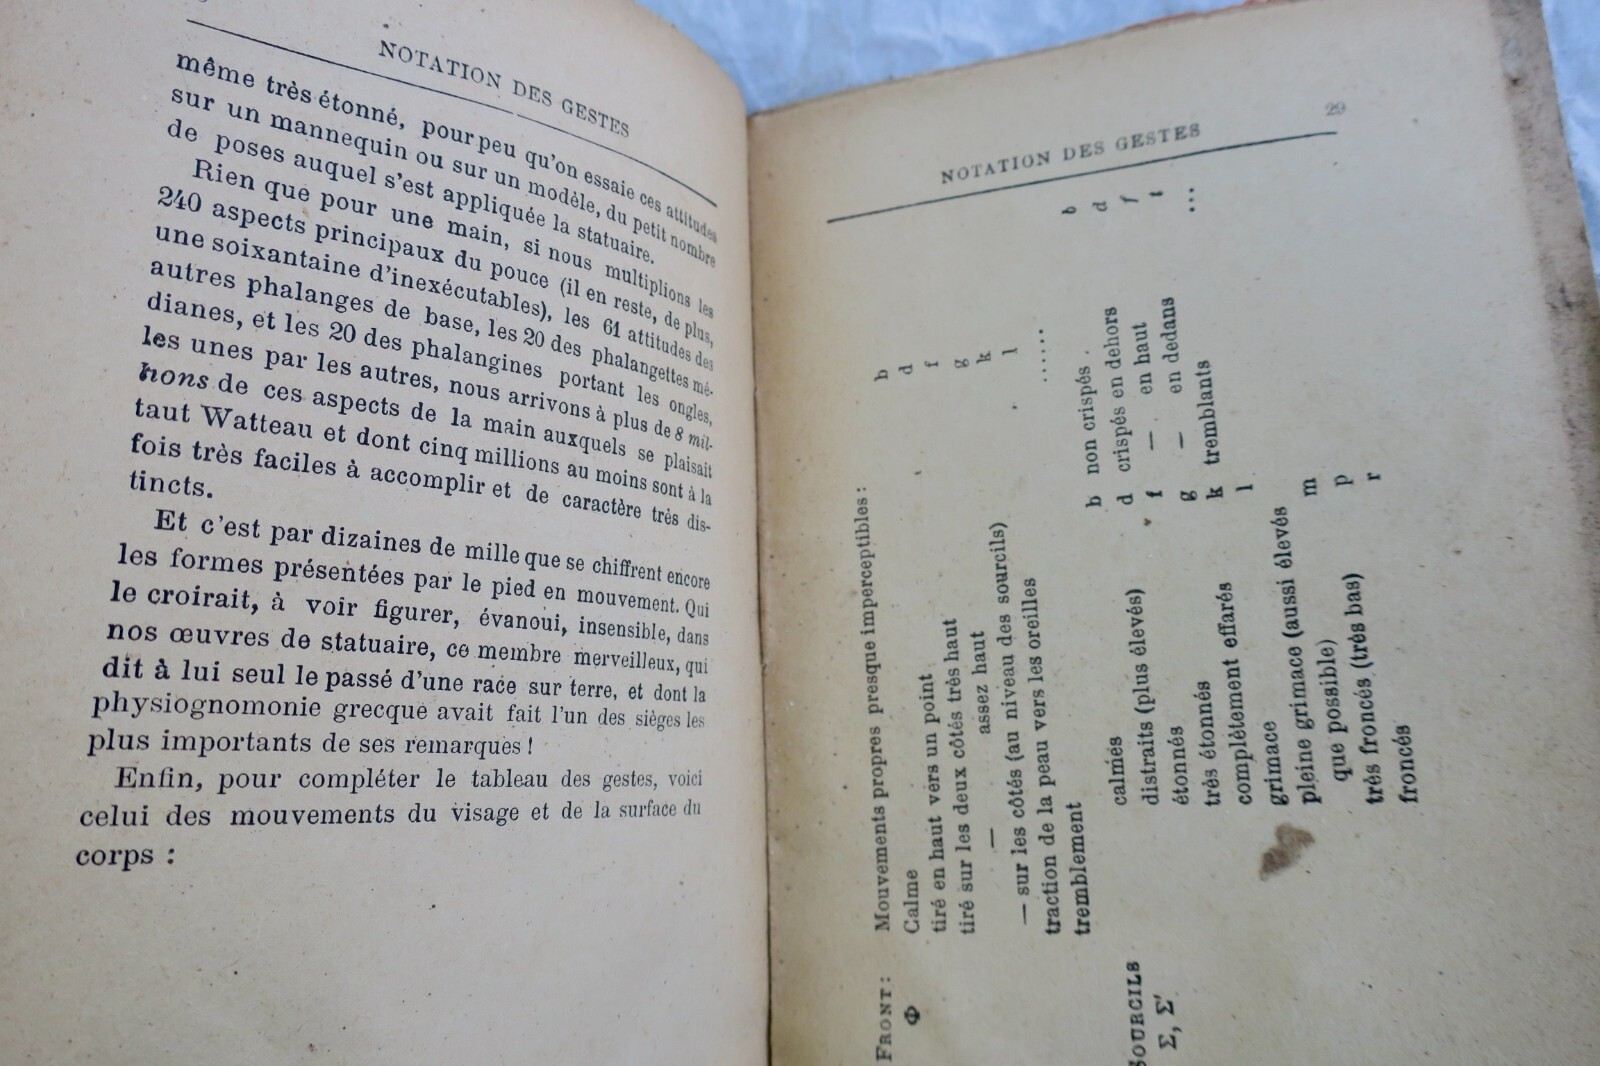 NOTATION DES GESTES
même très étonné, pour peu qu'on essaie ces attitudes
sur un mannequin ou sur un modèle, du petit nombre
de poses auquel s'est appliquée la statuaire.
Rien que pour une main, si nous multiplions les
240 aspects principaux du pouce (il en reste, de plus,
une soixantaine d'inexécutables), les 61 attitudes des
autres phalanges de base, les 20 des phalangettes mé-
dianes, et les 20 des phalangines portant les ongles,
les unes par les autres, nous arrivons à plus de 8 mil-
lions de ces aspects de la main auxquels se plaisait
taut Watteau et dont cinq millions au moins sont à la
fois très faciles à accomplir et de caractère très dis-
tincts.
Et c'est par dizaines de mille que se chiffrent encore
les formes présentées par le pied en mouvement. Qui
le croirait, à voir figurer, évanoui, insensible, dans
nos œuvres de statuaire, ce membre merveilleux, qui
dit à lui seul le passé d'une race sur terre, et dont la
physiognomonie grecque avait fait l'un des sièges les
plus importants de ses remarques !
Enfin, pour compléter le tableau des gestes, voici
celui des mouvements du visage et de la surface du
corps :
NOTATION DES GESTES 29
FRONT : Mouvements propres presque imperceptibles :
Φ Calme b
tiré en haut vers un point d
tiré sur les deux côtés très haut f
— assez haut g
— sur les côtés (au niveau des sourcils) k
traction de la peau vers les oreilles l
tremblement ......
SOURCILS calmés b non crispés . b
Σ, Σ' distraits (plus élevés) d crispés en dehors d
étonnés f — en haut f
très étonnés g — en dedans
complètement effarés k tremblants ...
grimace l
pleine grimace (aussi élevés m
que possible)
très froncés (très bas) p
froncés r